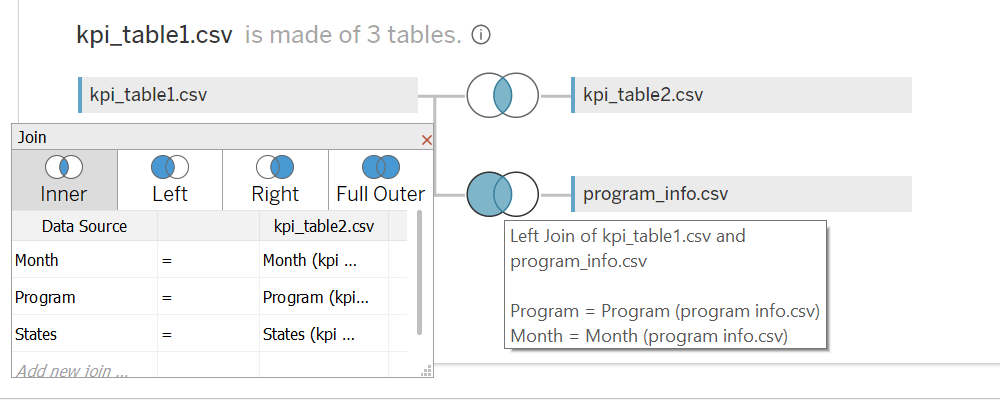 kpi_table1.csv is made of 3 tables.
kpi_table1.csv
kpi_table2.csv
Join
Inner Left Right Full Outer
Data Source kpi_table2.csv
Month = Month (kpi ...
Program = Program (kpi...
States = States (kpi ...
Add new join ...
program_info.csv
Left Join of kpi_table1.csv and
program_info.csv
Program = Program (program info.csv)
Month = Month (program info.csv)